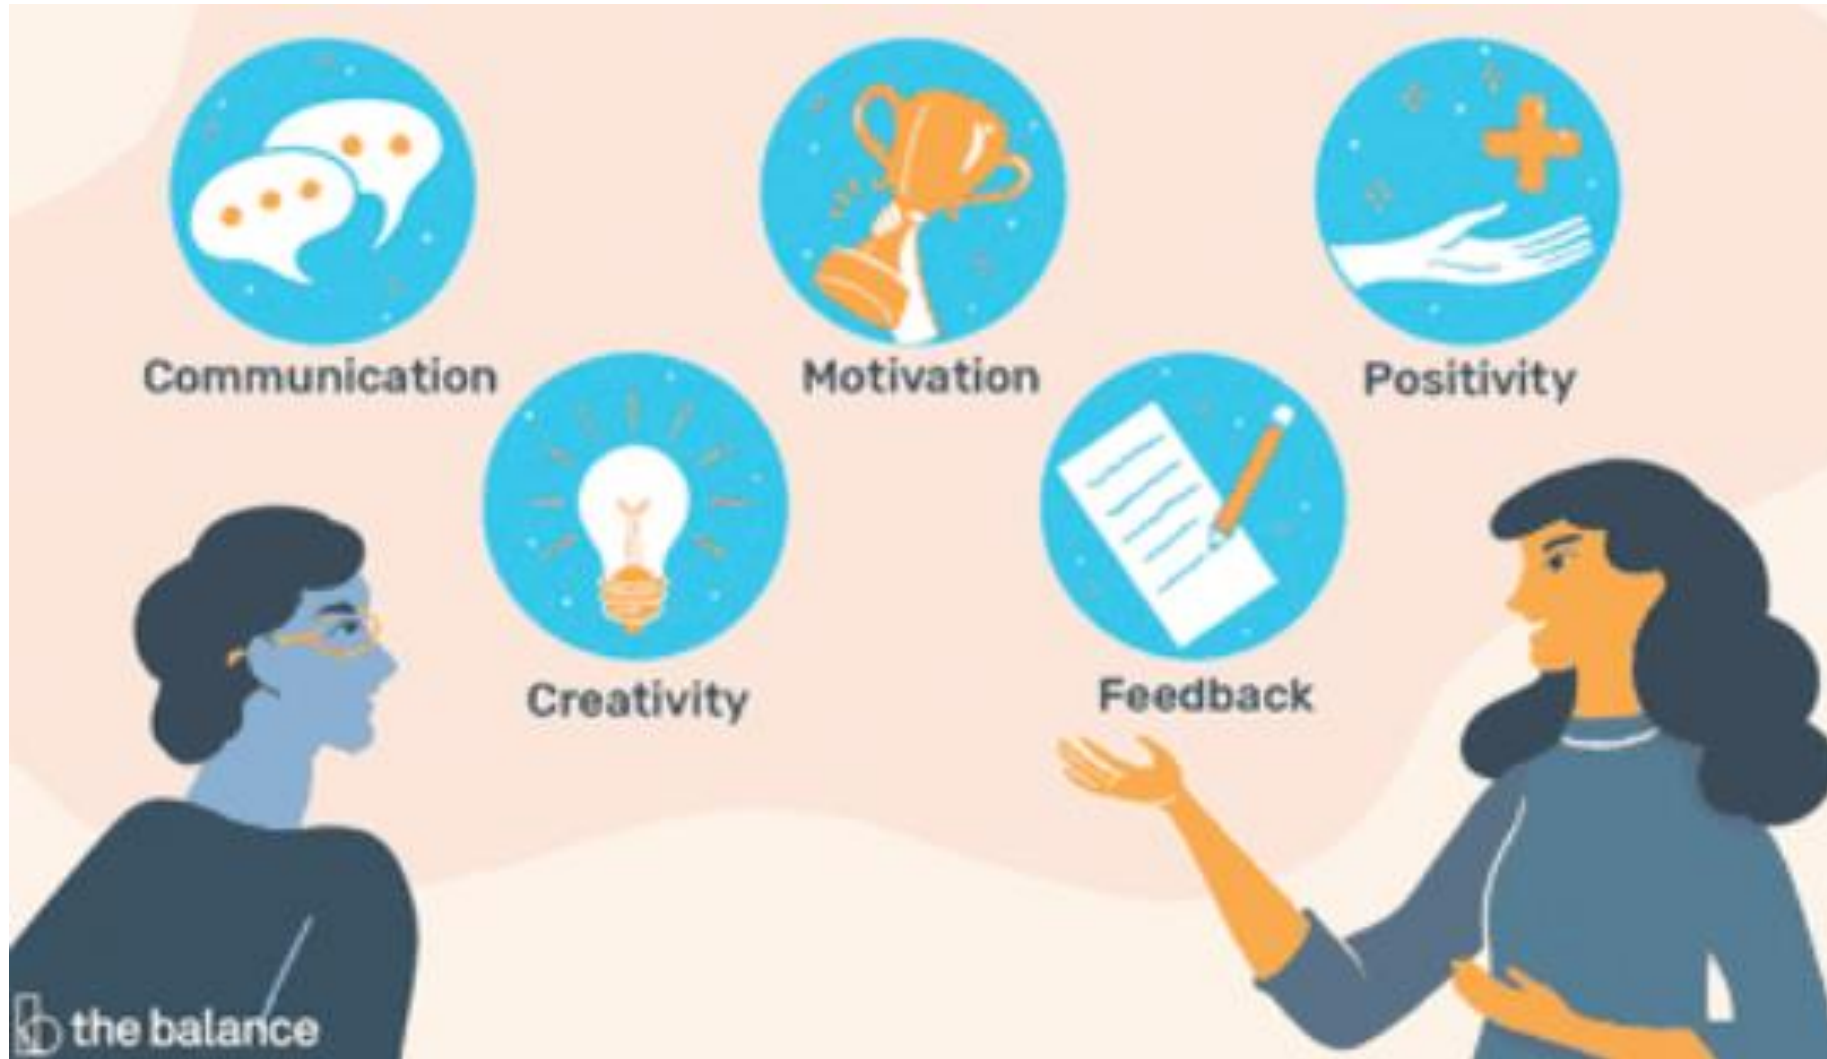 Communication
Motivation
Positivity
Creativity
Feedback
the balance